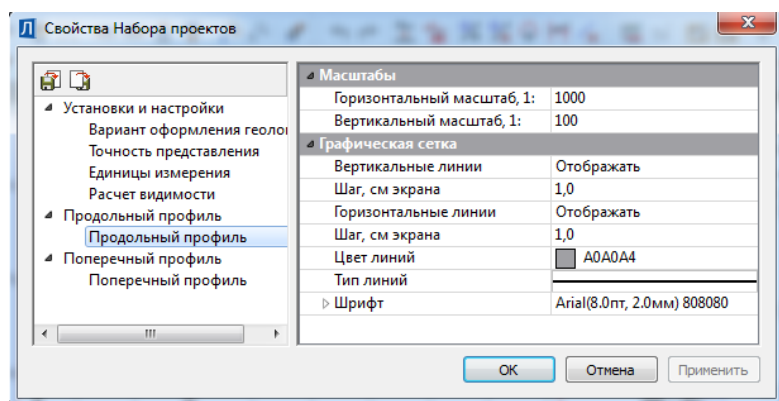 Л Свойства Набора проектов
Установки и настройки
Вариант оформления геоло
Точность представления
Единицы измерения
Расчет видимости
Продольный профиль
Продольный профиль
Поперечный профиль
Поперечный профиль
Масштабы
Горизонтальный масштаб, 1: 1000
Вертикальный масштаб, 1: 100
Графическая сетка
Вертикальные линии Отображать
Шаг, см экрана 1,0
Горизонтальные линии Отображать
Шаг, см экрана 1,0
Цвет линий A0A0A4
Тип линий
Шрифт Arial(8.0пт, 2.0мм) 808080
ОК Отмена Применить